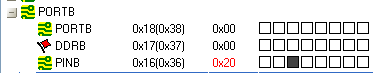 PORTB
PORTB 0x18(0x38) 0x00
DDRB 0x17(0x37) 0x00
PINB 0x16(0x36) 0x20